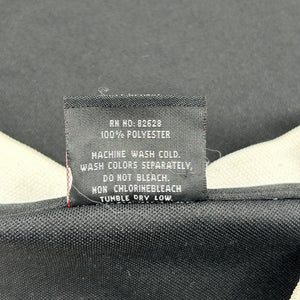 RN NO: 82628
100% POLYESTER
MACHINE WASH COLD.
WASH COLORS SEPARATELY,
DO NOT BLEACH.
NON CHLORINEBLEACH
TUMBLE DRY LOW.